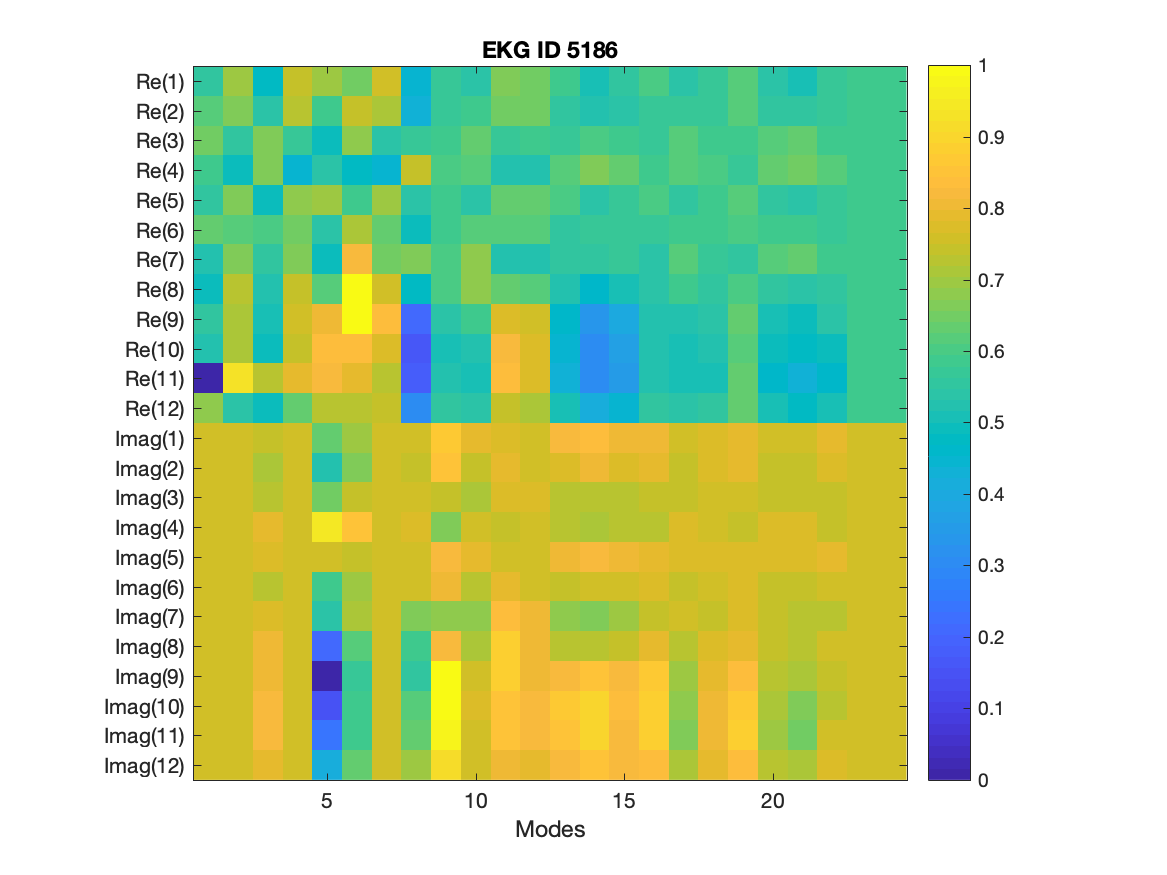 EKG ID 5186
Re(1)
Re(2)
Re(3)
Re(4)
Re(5)
Re(6)
Re(7)
Re(8)
Re(9)
Re(10)
Re(11)
Re(12)
Imag(1)
Imag(2)
Imag(3)
Imag(4)
Imag(5)
Imag(6)
Imag(7)
Imag(8)
Imag(9)
Imag(10)
Imag(11)
Imag(12)
5 10 15 20
Modes
1
0.9
0.8
0.7
0.6
0.5
0.4
0.3
0.2
0.1
0